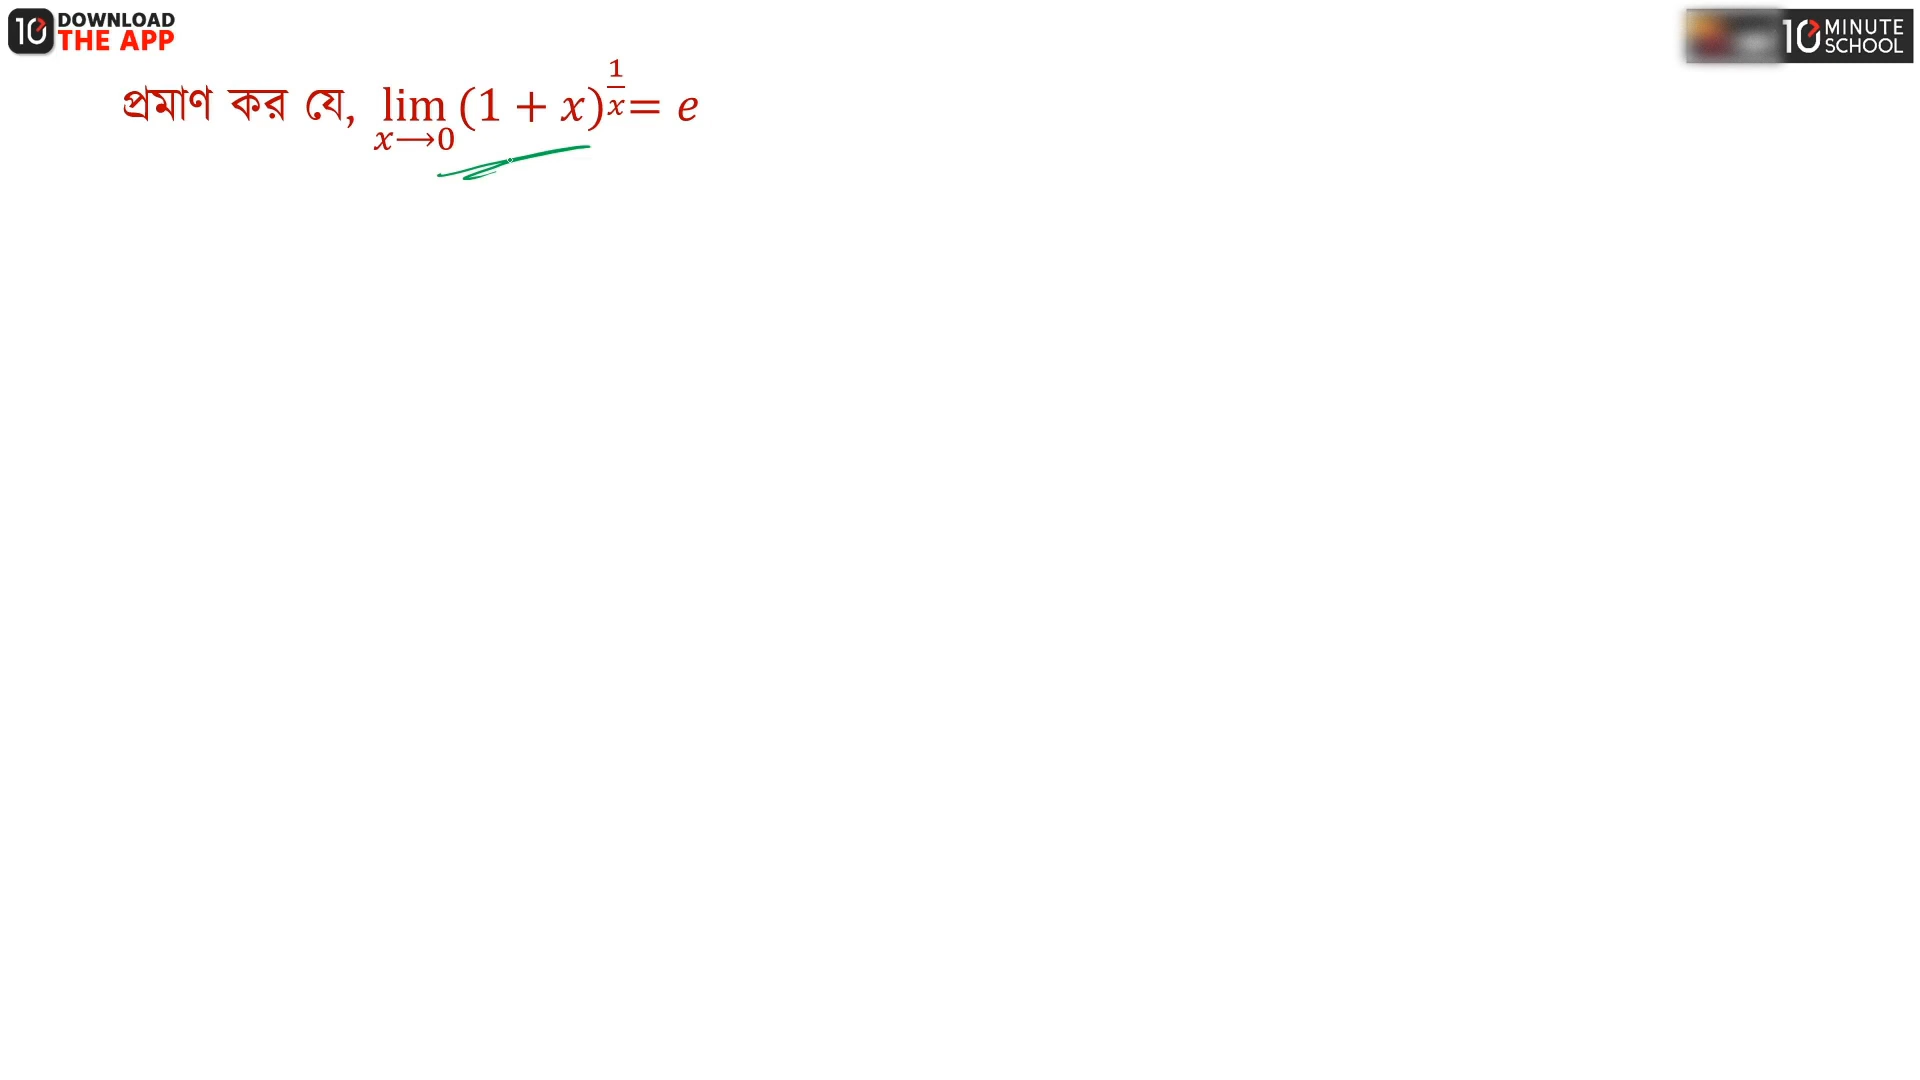 DOWNLOAD
THE APP
10 MINUTE
SCHOOL
প্রমাণ কর যে, lim_{x⟶0} (1 + x)^{1/x} = e